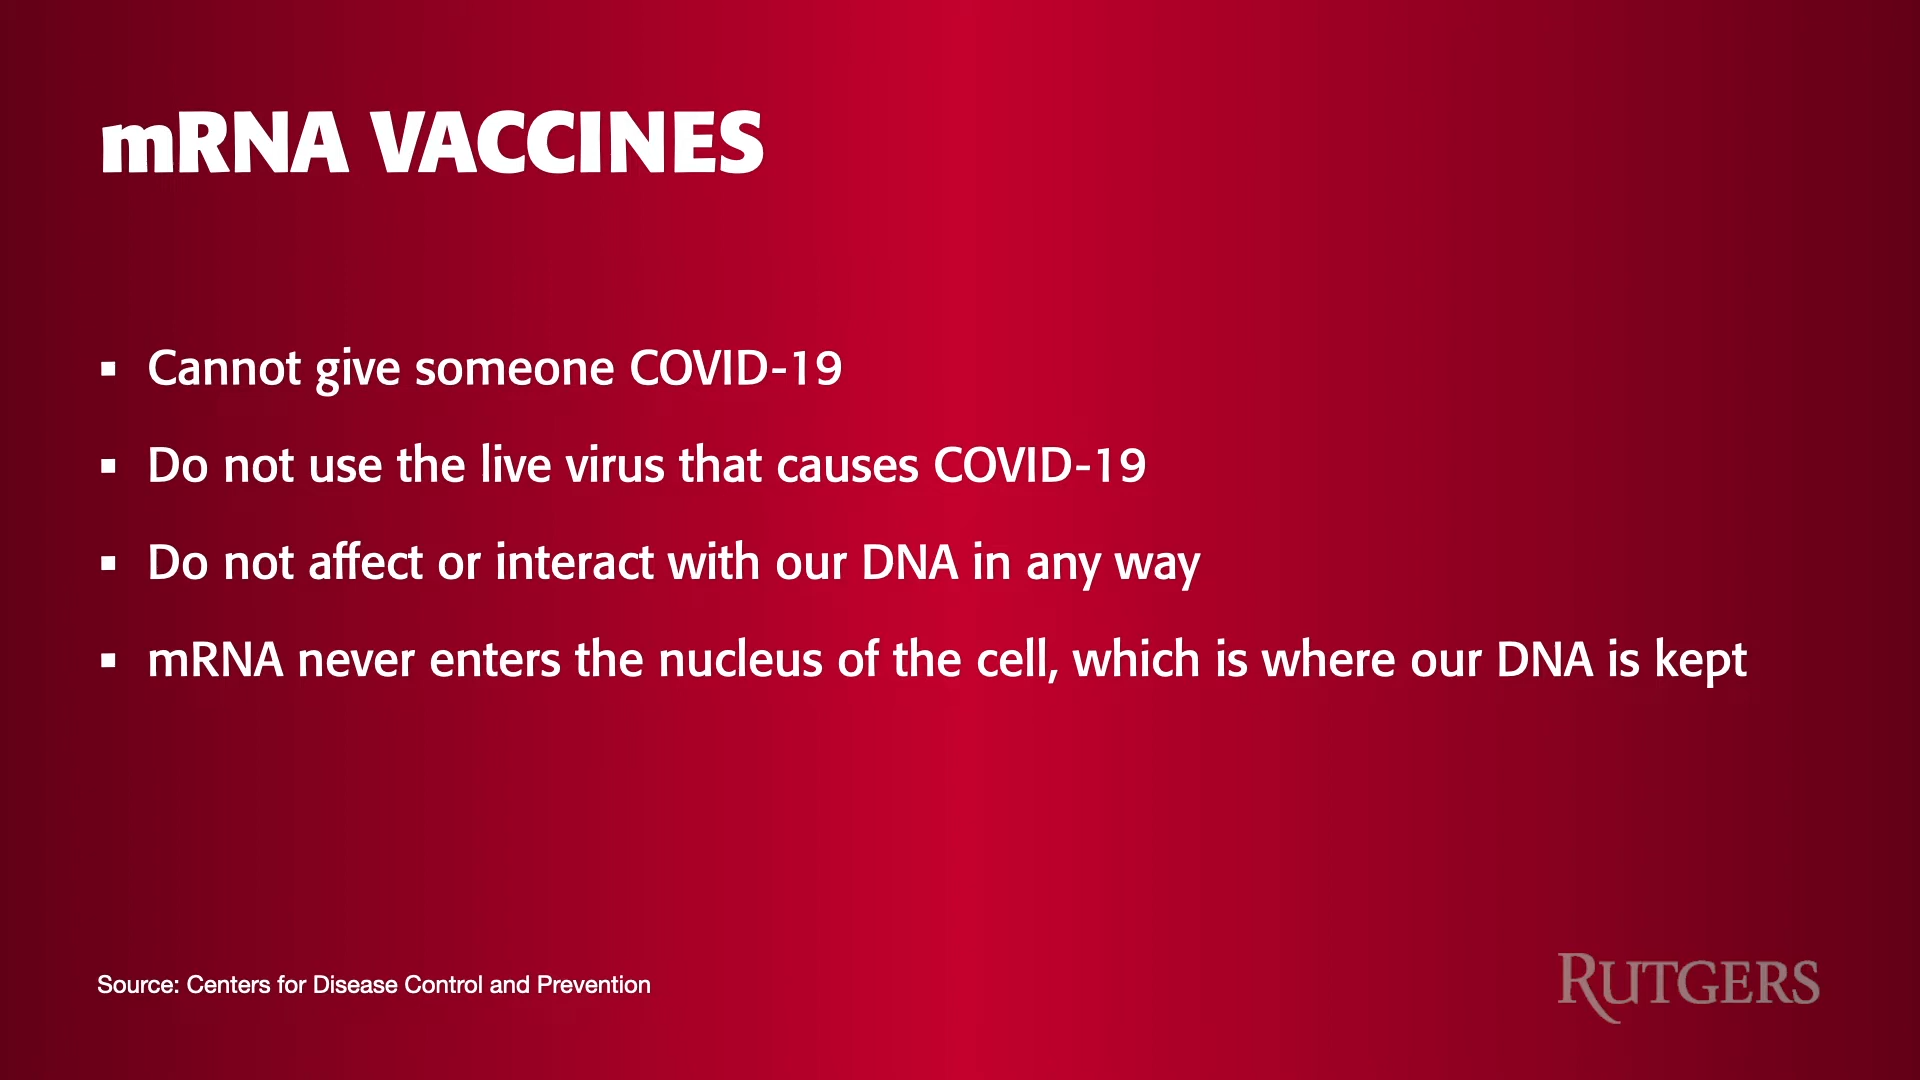 mRNA VACCINES
▪ Cannot give someone COVID-19
▪ Do not use the live virus that causes COVID-19
▪ Do not affect or interact with our DNA in any way
▪ mRNA never enters the nucleus of the cell, which is where our DNA is kept
Source: Centers for Disease Control and Prevention
RUTGERS